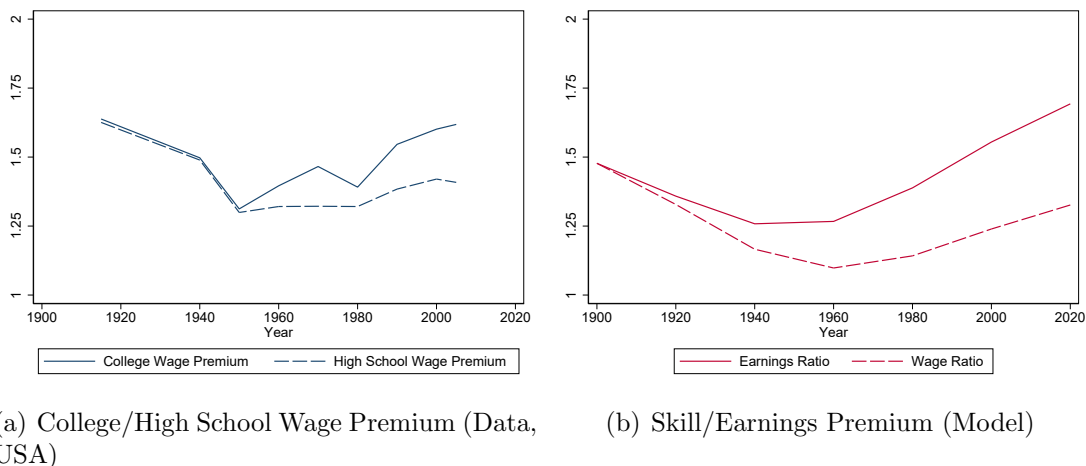 2
1.75
1.5
1.25
1
1900 1920 1940 1960 1980 2000 2020
Year
College Wage Premium High School Wage Premium
2
1.75
1.5
1.25
1
1900 1920 1940 1960 1980 2000 2020
Year
Earnings Ratio Wage Ratio
a) College/High School Wage Premium (Data,
USA)
(b) Skill/Earnings Premium (Model)